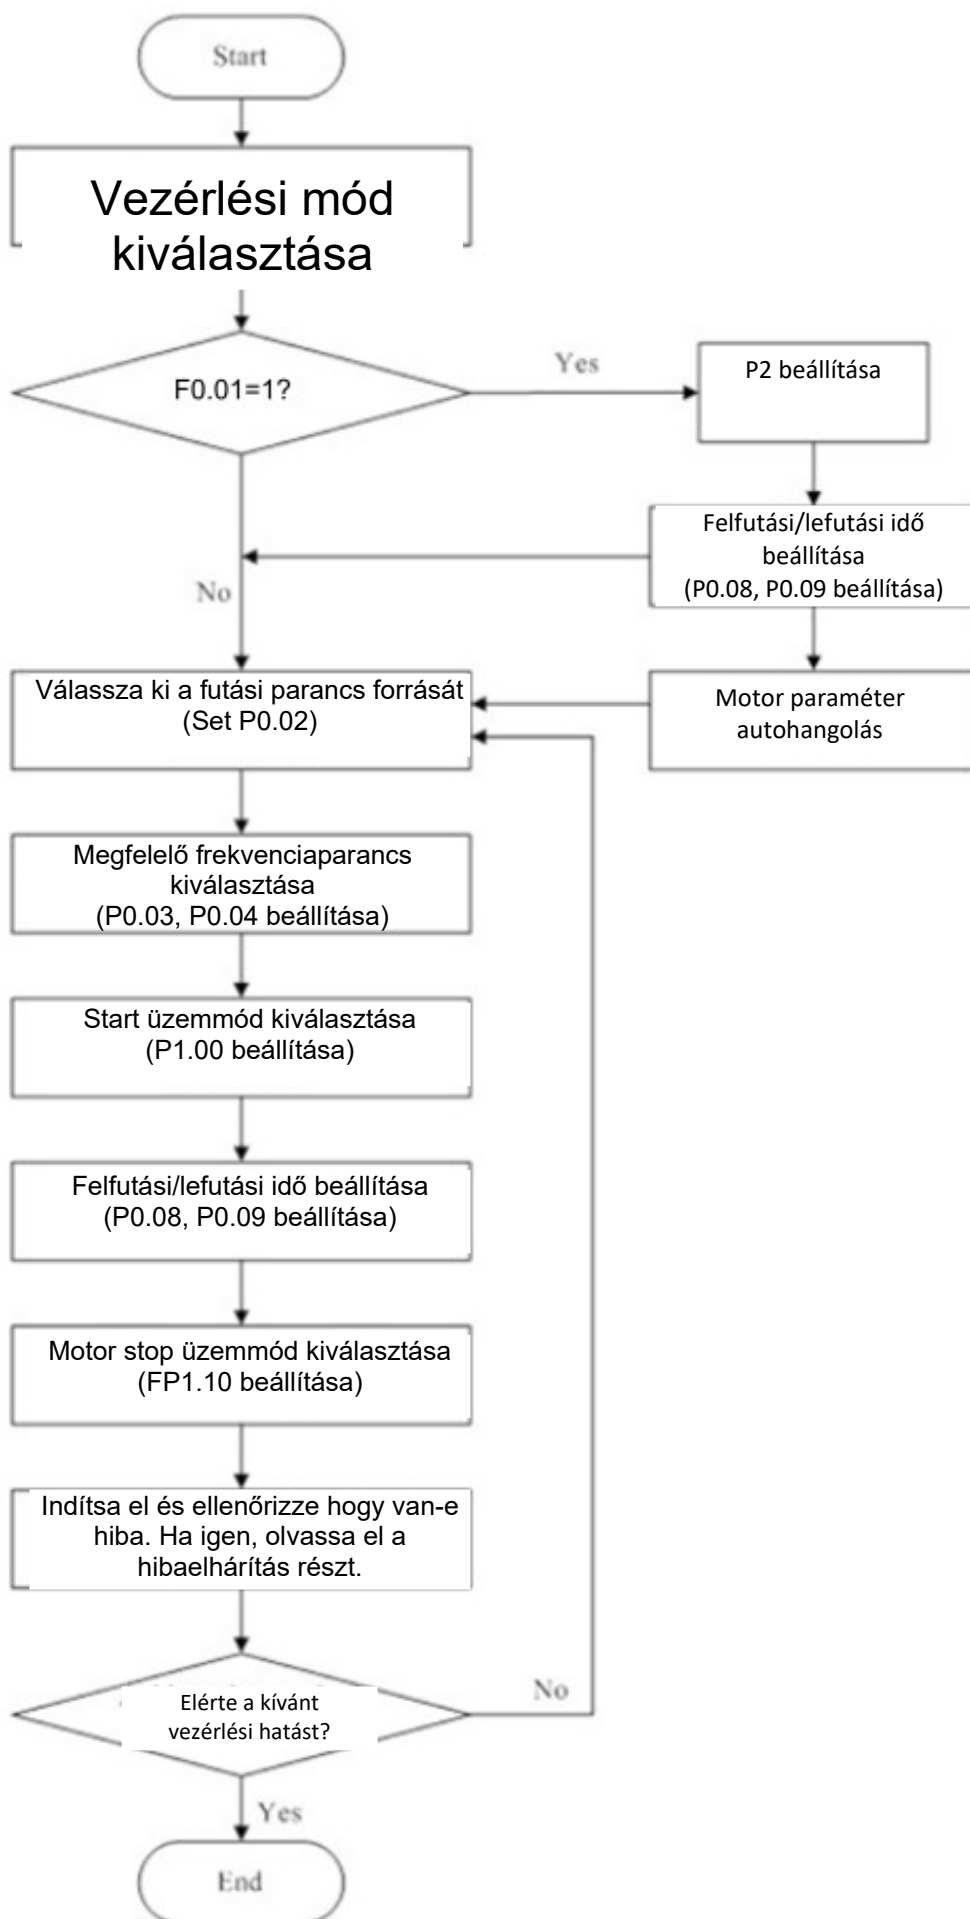 Start
Vezérlési mód
kiválasztása
F0.01=1?
Yes
P2 beállítása
Felfutási/lefutási idő
beállítása
(P0.08, P0.09 beállítása)
No
Válassza ki a futási parancs forrását
(Set P0.02)
Motor paraméter
autohangolás
Megfelelő frekvenciaparancs
kiválasztása
(P0.03, P0.04 beállítása)
Start üzemmód kiválasztása
(P1.00 beállítása)
Felfutási/lefutási idő beállítása
(P0.08, P0.09 beállítása)
Motor stop üzemmód kiválasztása
(FP1.10 beállítása)
Indítsa el és ellenőrizze hogy van-e
hiba. Ha igen, olvassa el a
hibaelhárítás részt.
Elérte a kívánt
vezérlési hatást?
No
Yes
End